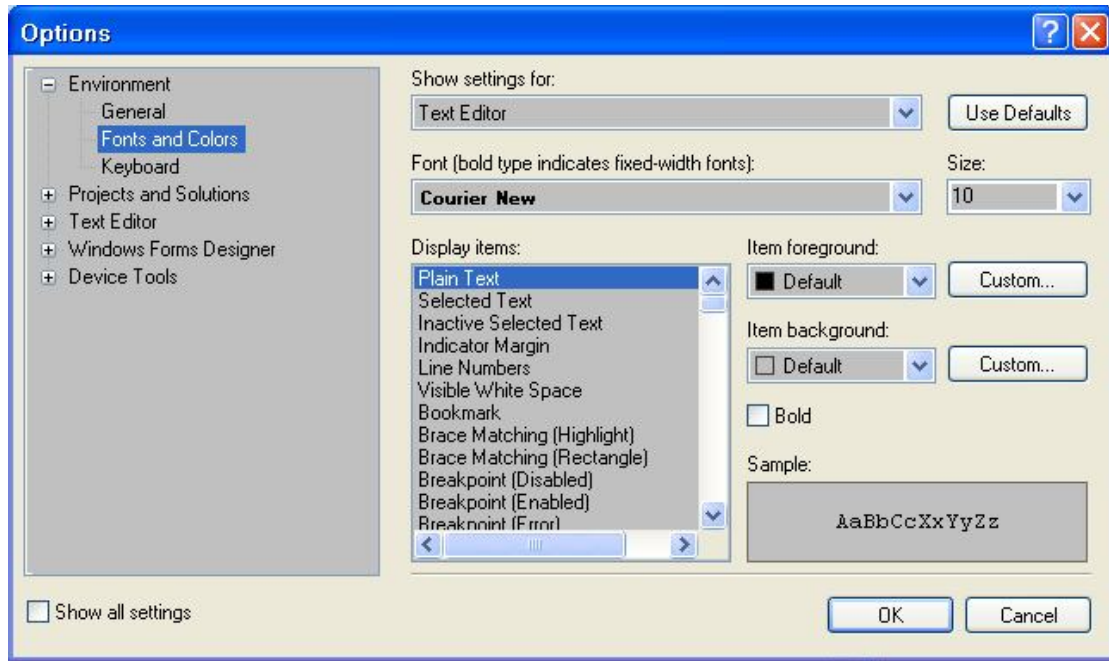 Options
Environment
General
Fonts and Colors
Keyboard
Projects and Solutions
Text Editor
Windows Forms Designer
Device Tools
Show all settings
Show settings for:
Text Editor
Use Defaults
Font (bold type indicates fixed-width fonts):
Courier New
Size:
10
Display items:
Plain Text
Selected Text
Inactive Selected Text
Indicator Margin
Line Numbers
Visible White Space
Bookmark
Brace Matching (Highlight)
Brace Matching (Rectangle)
Breakpoint (Disabled)
Breakpoint (Enabled)
Breakpoint (Error)
Item foreground:
Default
Custom...
Item background:
Default
Custom...
Bold
Sample:
AaBbCcXxYyZz
OK
Cancel